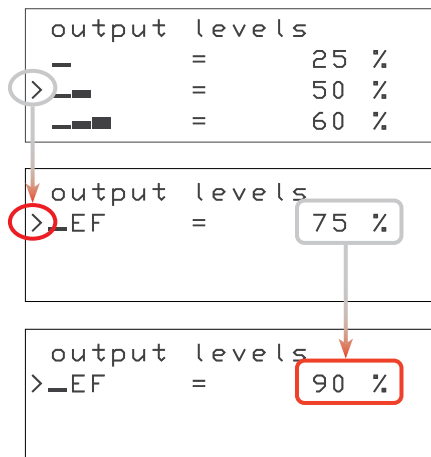 output levels
▁ = 25 %
> ▁▂ = 50 %
▁▂▃ = 60 %
output levels
>▁EF = 75 %
output levels
>▁EF = 90 %